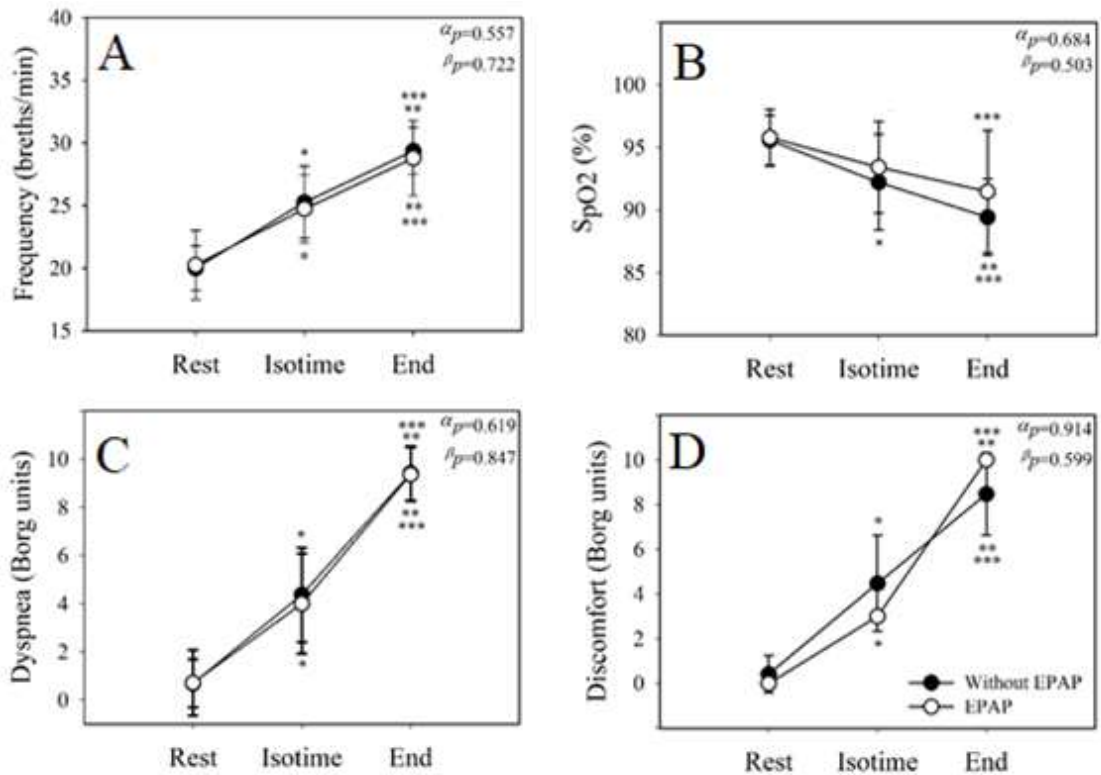 A
αp=0.557
βp=0.722
***
**
*
*
**
***
Frequency (breths/min)
40
35
30
25
20
15
Rest Isotime End
B
αp=0.684
βp=0.503
***
*
**
***
SpO2 (%)
100
95
90
85
80
Rest Isotime End
C
αp=0.619
βp=0.847
***
**
*
*
**
***
Dyspnea (Borg units)
10
8
6
4
2
0
Rest Isotime End
D
αp=0.914
βp=0.599
***
**
*
*
**
***
Discomfort (Borg units)
10
8
6
4
2
0
Without EPAP
EPAP
Rest Isotime End